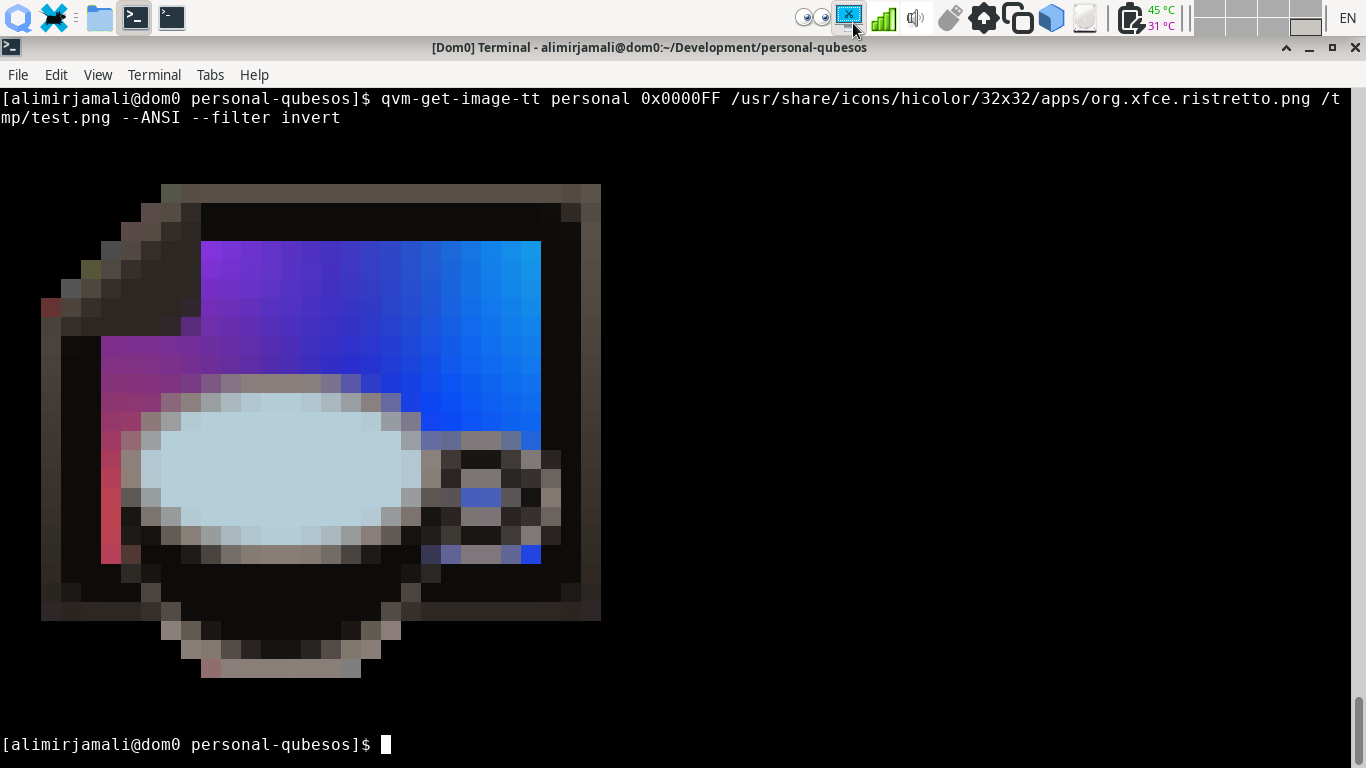 45 °C
31 °C
EN
[Dom0] Terminal - alimirjamali@dom0:~/Development/personal-qubesos
File Edit View Terminal Tabs Help
[alimirjamali@dom0 personal-qubesos]$ qvm-get-image-tt personal 0x0000FF /usr/share/icons/hicolor/32x32/apps/org.xfce.ristretto.png /t
mp/test.png --ANSI --filter invert
[alimirjamali@dom0 personal-qubesos]$